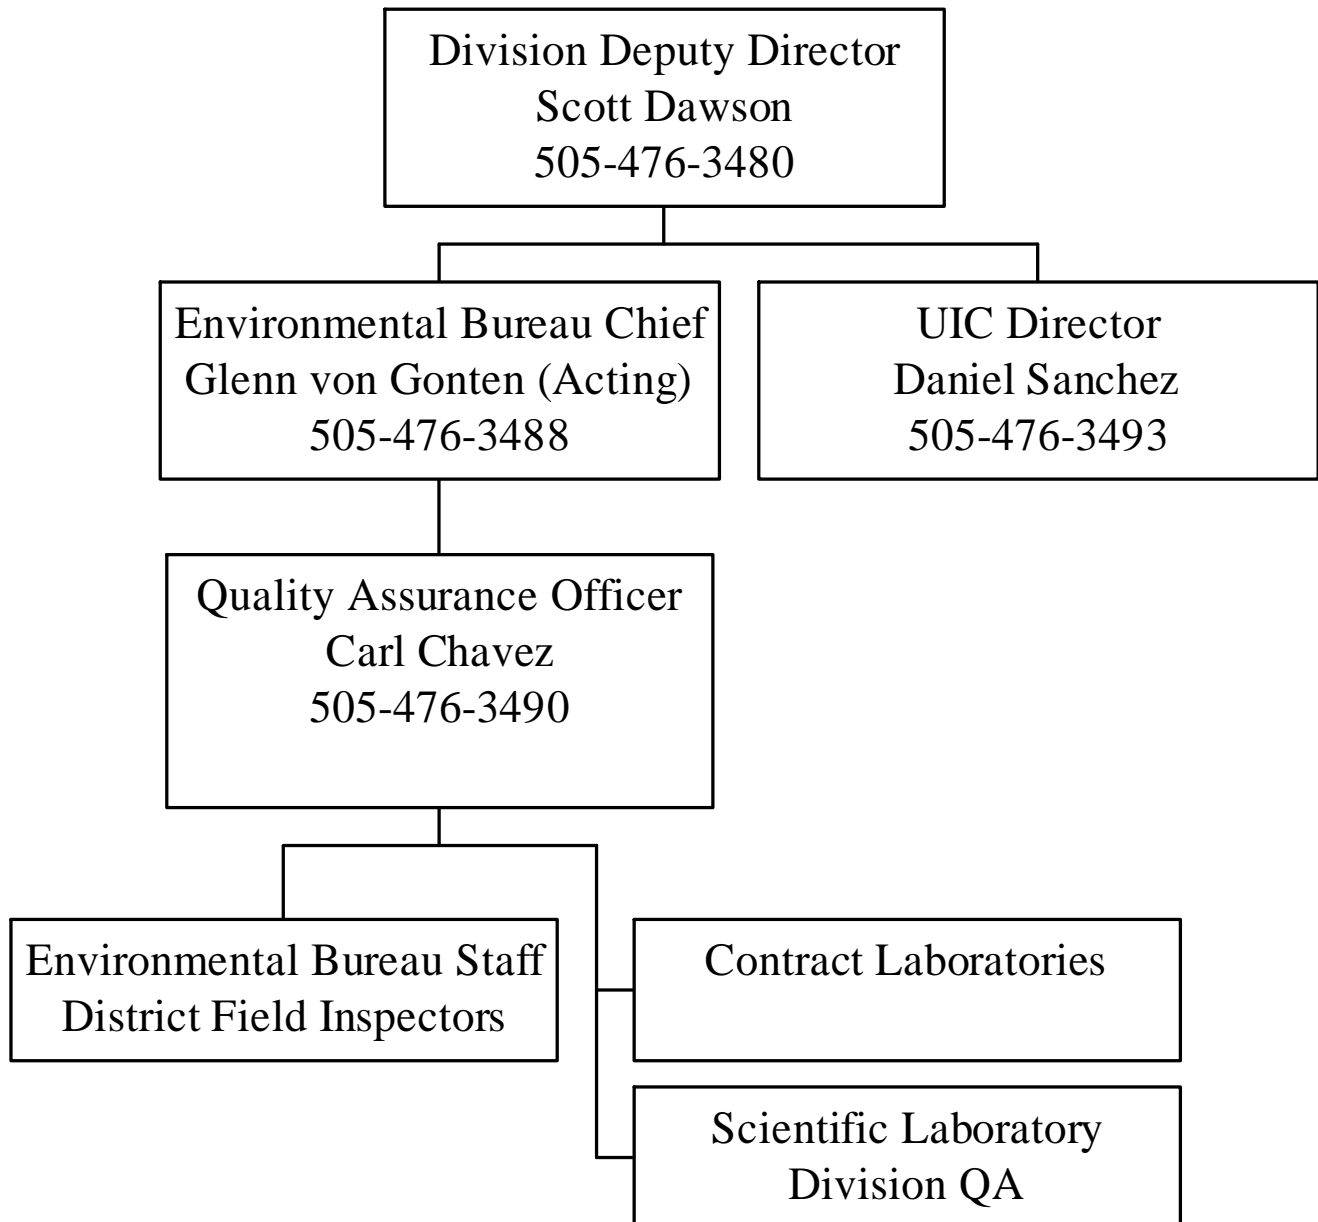 Division Deputy Director
Scott Dawson
505-476-3480
Environmental Bureau Chief
Glenn von Gonten (Acting)
505-476-3488
UIC Director
Daniel Sanchez
505-476-3493
Quality Assurance Officer
Carl Chavez
505-476-3490
Environmental Bureau Staff
District Field Inspectors
Contract Laboratories
Scientific Laboratory
Division QA